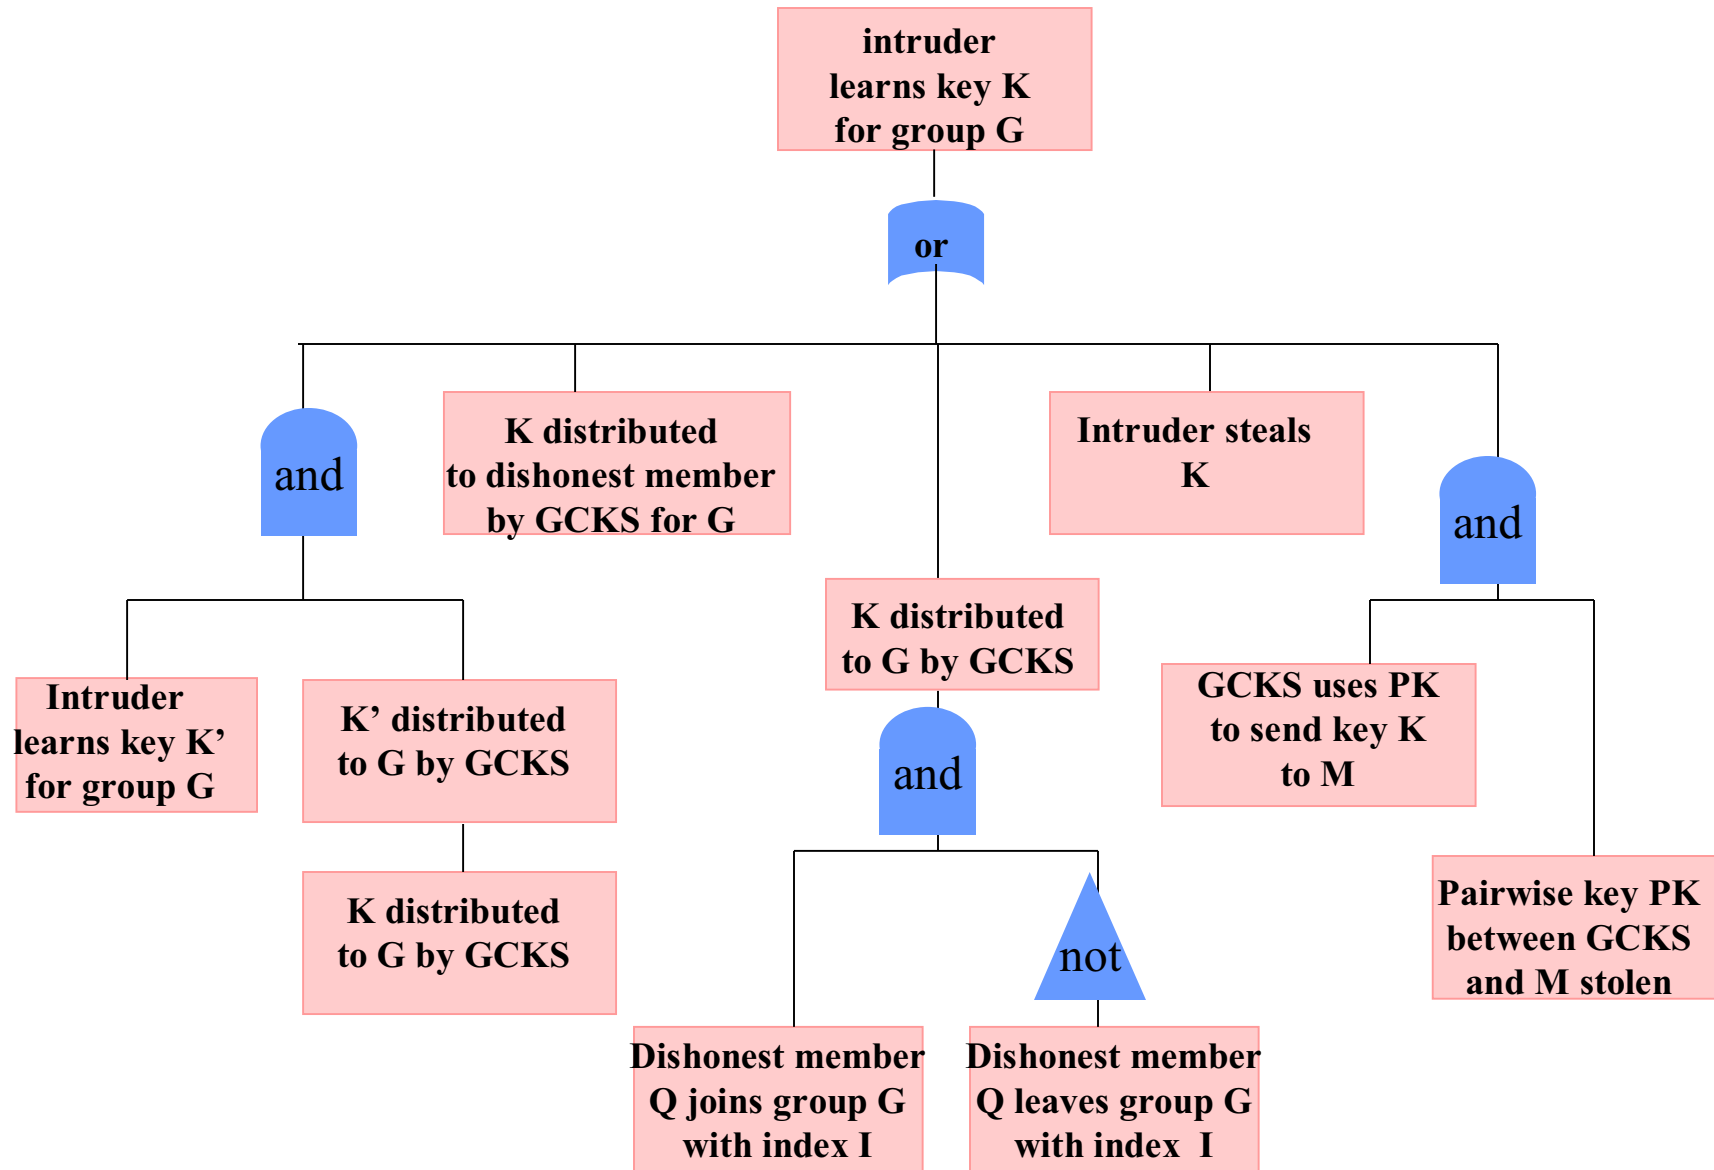 intruder
learns key K
for group G
or
and
K distributed
to dishonest member
by GCKS for G
Intruder steals
K
and
K distributed
to G by GCKS
Intruder
learns key K’
for group G
K’ distributed
to G by GCKS
GCKS uses PK
to send key K
to M
and
K distributed
to G by GCKS
not
Pairwise key PK
between GCKS
and M stolen
Dishonest member
Q joins group G
with index I
Dishonest member
Q leaves group G
with index I